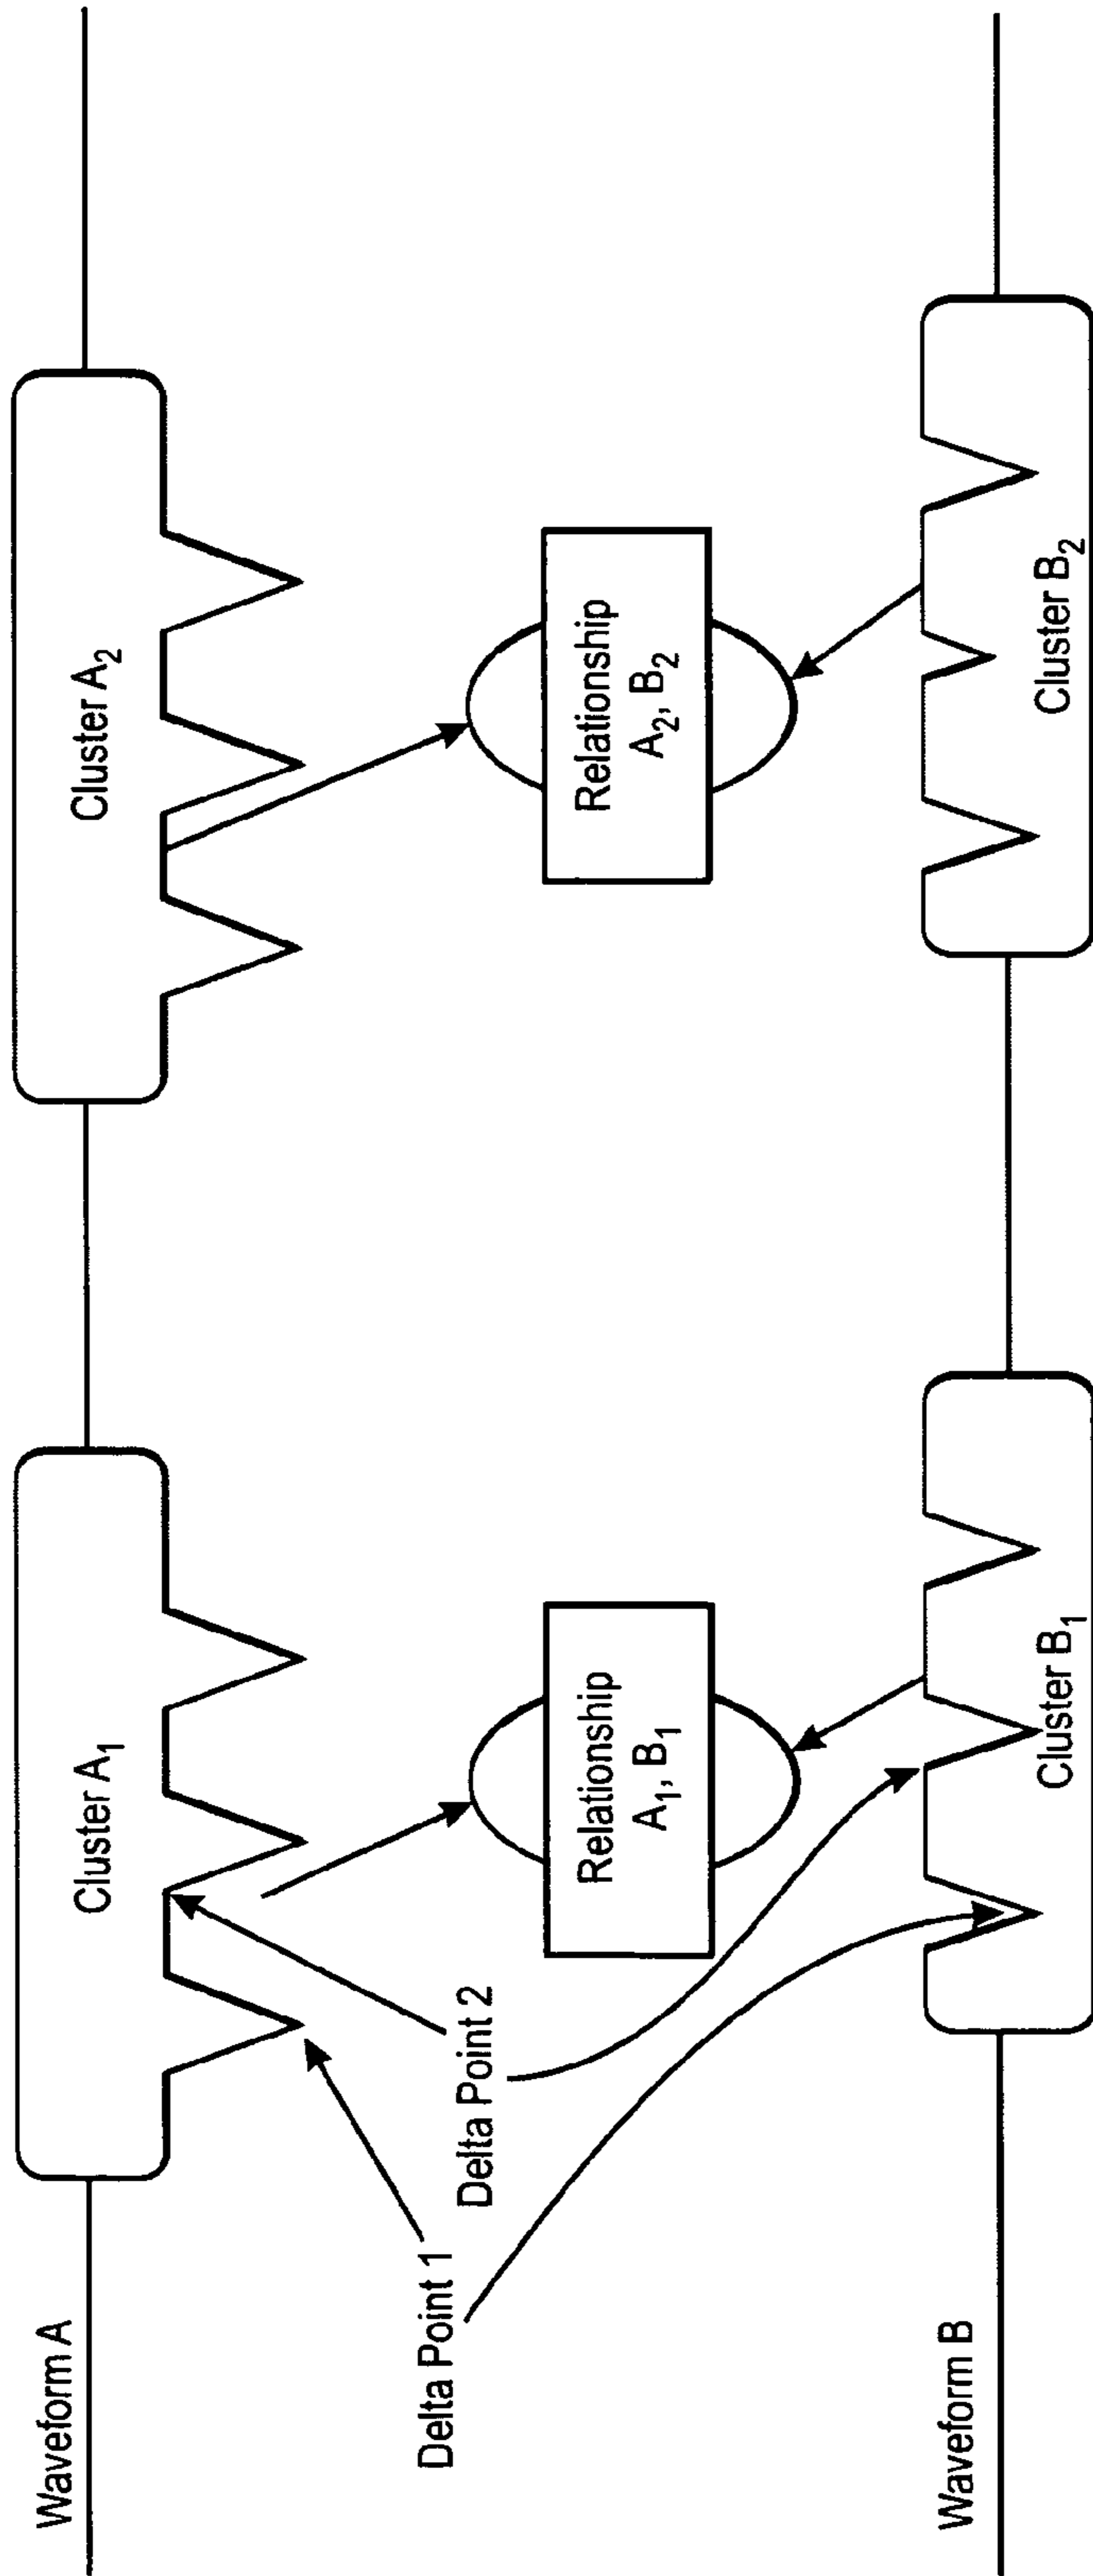 Waveform A
Cluster A₁
Cluster A₂
Delta Point 1
Delta Point 2
Relationship
A₁, B₁
Relationship
A₂, B₂
Waveform B
Cluster B₁
Cluster B₂